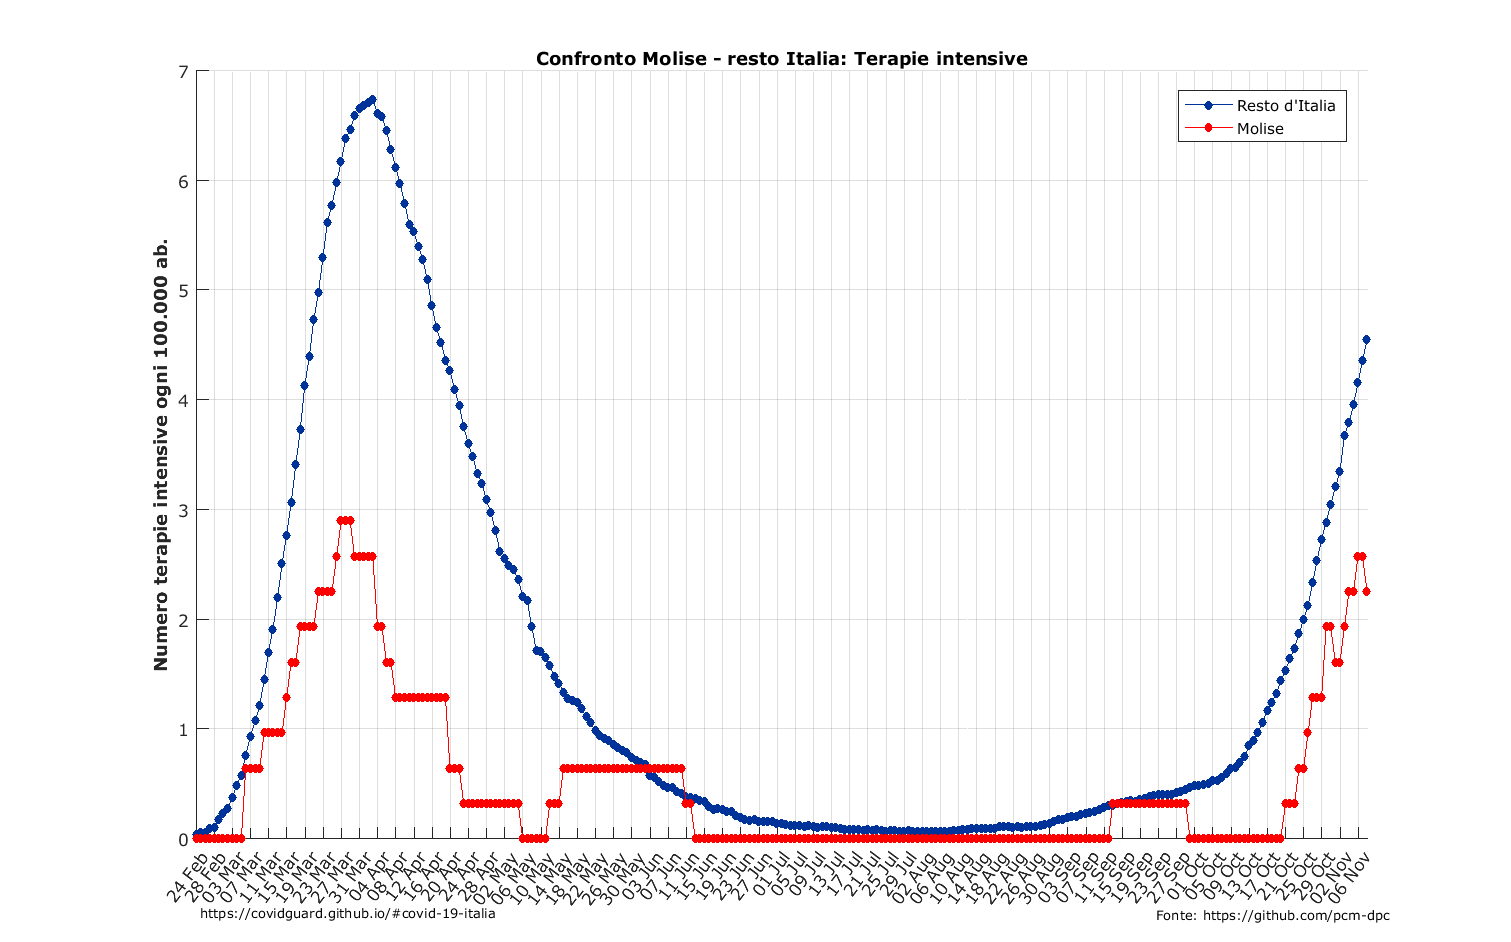 Confronto Molise - resto Italia: Terapie intensive
Resto d'Italia
Molise
Numero terapie intensive ogni 100.000 ab.
7
6
5
4
3
2
1
0
24 Feb
28 Feb
03 Mar
07 Mar
11 Mar
15 Mar
19 Mar
23 Mar
27 Mar
31 Mar
04 Apr
08 Apr
12 Apr
16 Apr
20 Apr
24 Apr
28 Apr
02 May
06 May
10 May
14 May
18 May
22 May
26 May
30 May
03 Jun
07 Jun
11 Jun
15 Jun
19 Jun
23 Jun
27 Jun
01 Jul
05 Jul
09 Jul
13 Jul
17 Jul
21 Jul
25 Jul
29 Jul
02 Aug
06 Aug
10 Aug
14 Aug
18 Aug
22 Aug
26 Aug
30 Aug
03 Sep
07 Sep
11 Sep
15 Sep
19 Sep
23 Sep
27 Sep
01 Oct
05 Oct
09 Oct
13 Oct
17 Oct
21 Oct
25 Oct
29 Oct
02 Nov
06 Nov
https://covidguard.github.io/#covid-19-italia
Fonte: https://github.com/pcm-dpc